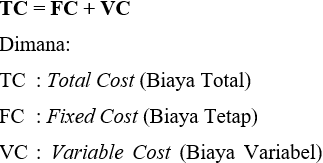 TC = FC + VC
Dimana:
TC : Total Cost (Biaya Total)
FC : Fixed Cost (Biaya Tetap)
VC : Variable Cost (Biaya Variabel)